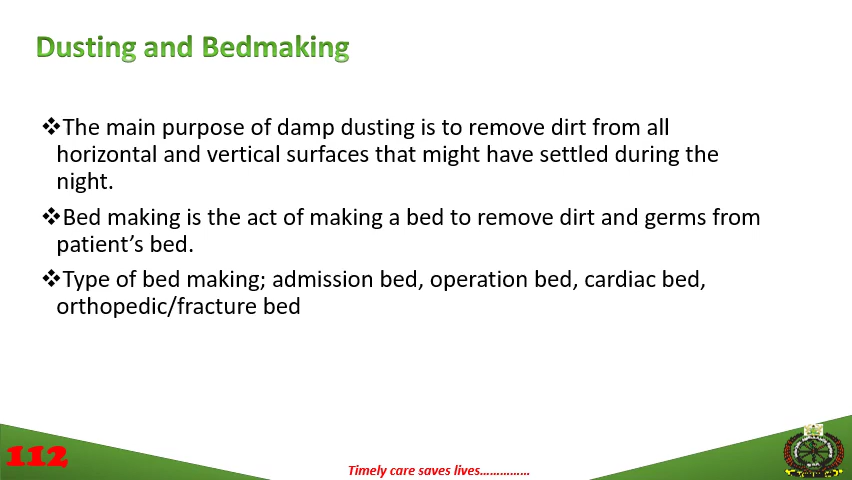 Dusting and Bedmaking
❖The main purpose of damp dusting is to remove dirt from all
horizontal and vertical surfaces that might have settled during the
night.
❖Bed making is the act of making a bed to remove dirt and germs from
patient’s bed.
❖Type of bed making; admission bed, operation bed, cardiac bed,
orthopedic/fracture bed
112
Timely care saves lives……………